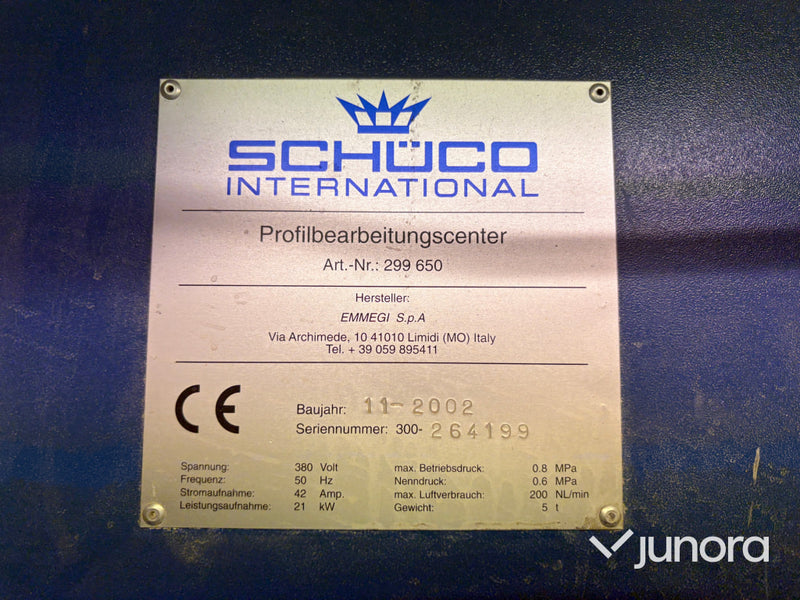 SCHÜCO
INTERNATIONAL
Profilbearbeitungscenter
Art.-Nr.: 299 650
Hersteller:
EMMEGI S.p.A
Via Archimede, 10 41010 Limidi (MO) Italy
Tel. + 39 059 895411
CE
Baujahr: 11-2002
Seriennummer: 300-264199
Spannung: 380 Volt max. Betriebsdruck: 0.8 MPa
Frequenz: 50 Hz Nenndruck: 0.6 MPa
Stromaufnahme: 42 Amp. max. Luftverbrauch: 200 NL/min
Leistungsaufnahme: 21 kW Gewicht: 5 t
junora